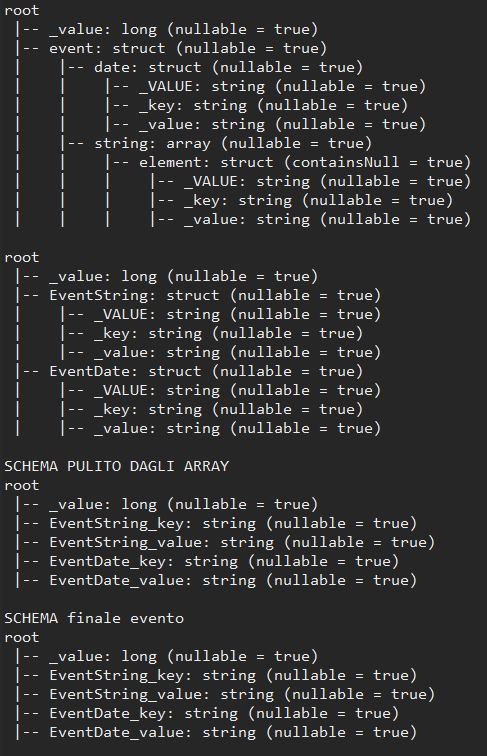 root
 |-- _value: long (nullable = true)
 |-- event: struct (nullable = true)
 |    |-- date: struct (nullable = true)
 |    |    |-- _VALUE: string (nullable = true)
 |    |    |-- _key: string (nullable = true)
 |    |    |-- _value: string (nullable = true)
 |    |-- string: array (nullable = true)
 |    |    |-- element: struct (containsNull = true)
 |    |    |    |-- _VALUE: string (nullable = true)
 |    |    |    |-- _key: string (nullable = true)
 |    |    |    |-- _value: string (nullable = true)

root
 |-- _value: long (nullable = true)
 |-- EventString: struct (nullable = true)
 |    |-- _VALUE: string (nullable = true)
 |    |-- _key: string (nullable = true)
 |    |-- _value: string (nullable = true)
 |-- EventDate: struct (nullable = true)
 |    |-- _VALUE: string (nullable = true)
 |    |-- _key: string (nullable = true)
 |    |-- _value: string (nullable = true)

SCHEMA PULITO DAGLI ARRAY
root
 |-- _value: long (nullable = true)
 |-- EventString_key: string (nullable = true)
 |-- EventString_value: string (nullable = true)
 |-- EventDate_key: string (nullable = true)
 |-- EventDate_value: string (nullable = true)

SCHEMA finale evento
root
 |-- _value: long (nullable = true)
 |-- EventString_key: string (nullable = true)
 |-- EventString_value: string (nullable = true)
 |-- EventDate_key: string (nullable = true)
 |-- EventDate_value: string (nullable = true)